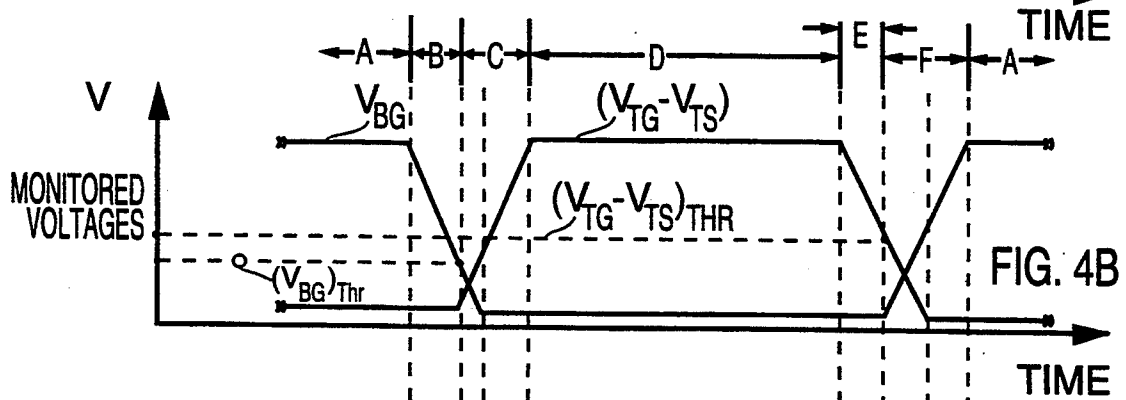 TIME
A B C D E F A
V
V_BG
(V_TG-V_TS)
MONITORED
VOLTAGES
(V_TG-V_TS)_THR
(V_BG)_Thr
FIG. 4B
TIME